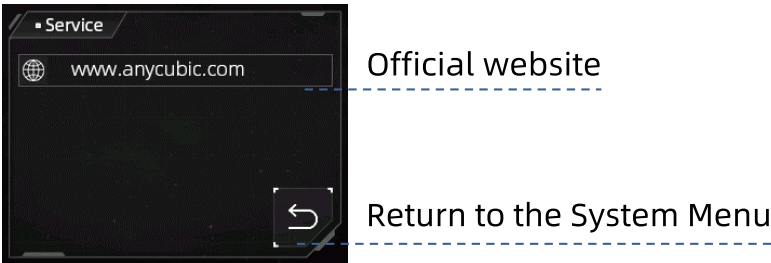 Service
www.anycubic.com
Official website
Return to the System Menu